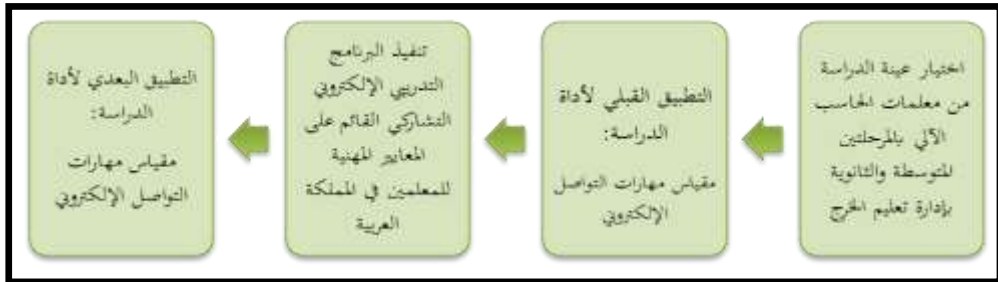 اختيار عينة الدراسة
من معلمات الحاسب
الآلي بالمرحلتين
المتوسطة والثانوية
بإدارة تعليم الخرج
التطبيق القبلي لأداة
الدراسة:
مقياس مهارات التواصل
الإلكتروني
تنفيذ البرنامج
التدريبي الإلكتروني
التشاركي القائم على
المعايير المهنية
للمعلمين في المملكة
العربية
التطبيق البعدي لأداة
الدراسة:
مقياس مهارات
التواصل الإلكتروني